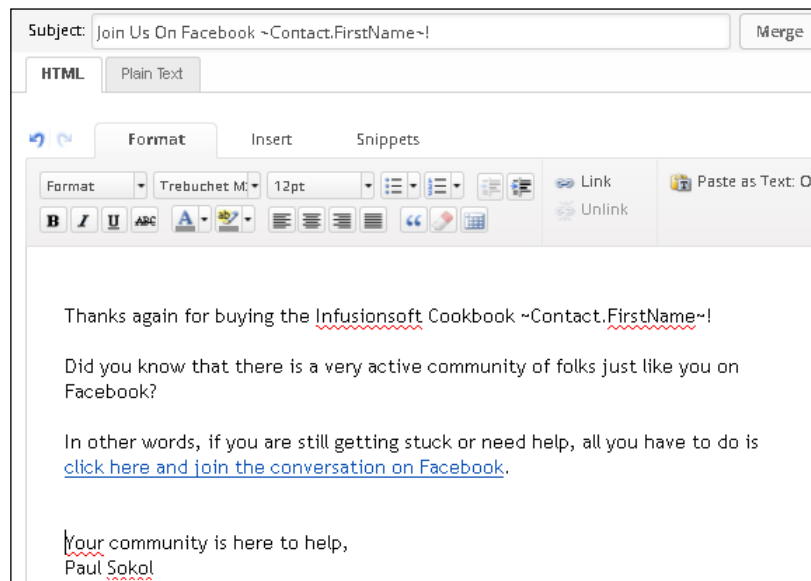 Subject: Join Us On Facebook ~Contact.FirstName~! Merge
HTML Plain Text
Format Insert Snippets
Format Trebuchet M: 12pt Link Paste as Text: O
B I U ABC A ab Unlink
Thanks again for buying the Infusionsoft Cookbook ~Contact.FirstName~!
Did you know that there is a very active community of folks just like you on
Facebook?
In other words, if you are still getting stuck or need help, all you have to do is
click here and join the conversation on Facebook.
Your community is here to help,
Paul Sokol